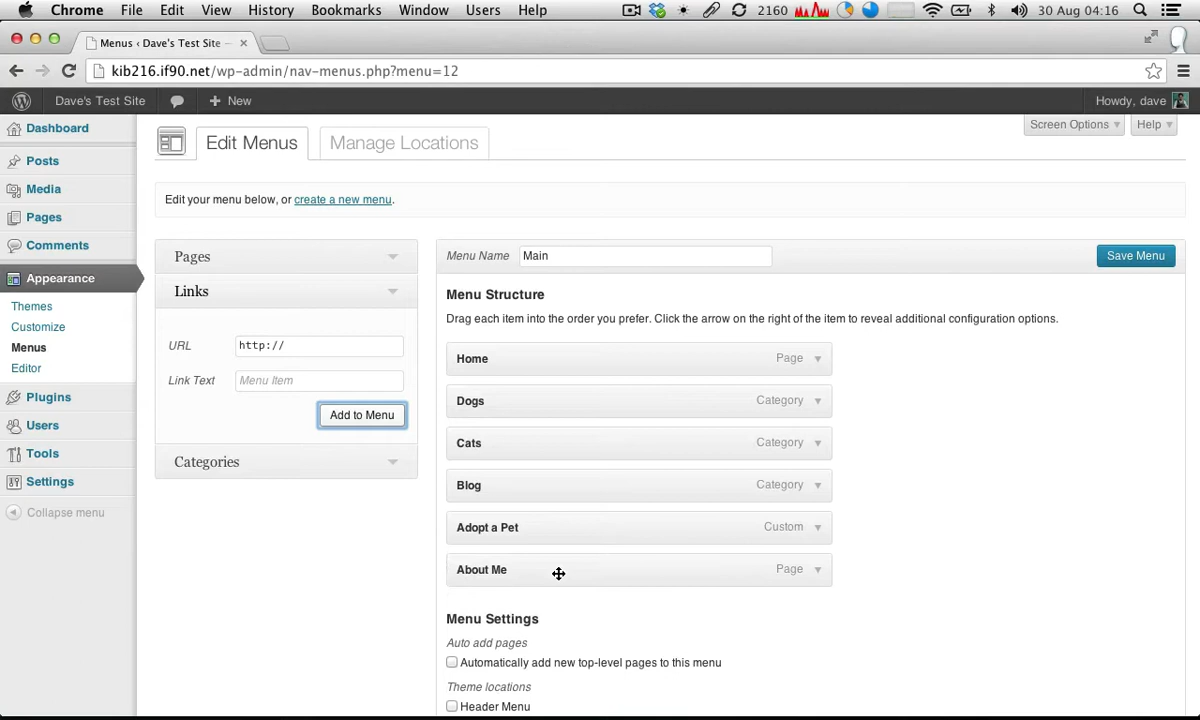 Chrome File Edit View History Bookmarks Window Users Help 2160 30 Aug 04:16
Menus ‹ Dave's Test Site —
kib216.if90.net/wp-admin/nav-menus.php?menu=12
Dave's Test Site + New Howdy, dave
Screen Options Help
Dashboard
Posts
Media
Pages
Comments
Appearance
Themes
Customize
Menus
Editor
Plugins
Users
Tools
Settings
Collapse menu
Edit Menus Manage Locations
Edit your menu below, or create a new menu.
Pages
Links
URL http://
Link Text Menu Item
Add to Menu
Categories
Menu Name Main Save Menu
Menu Structure
Drag each item into the order you prefer. Click the arrow on the right of the item to reveal additional configuration options.
Home Page
Dogs Category
Cats Category
Blog Category
Adopt a Pet Custom
About Me Page
Menu Settings
Auto add pages
Automatically add new top-level pages to this menu
Theme locations
Header Menu